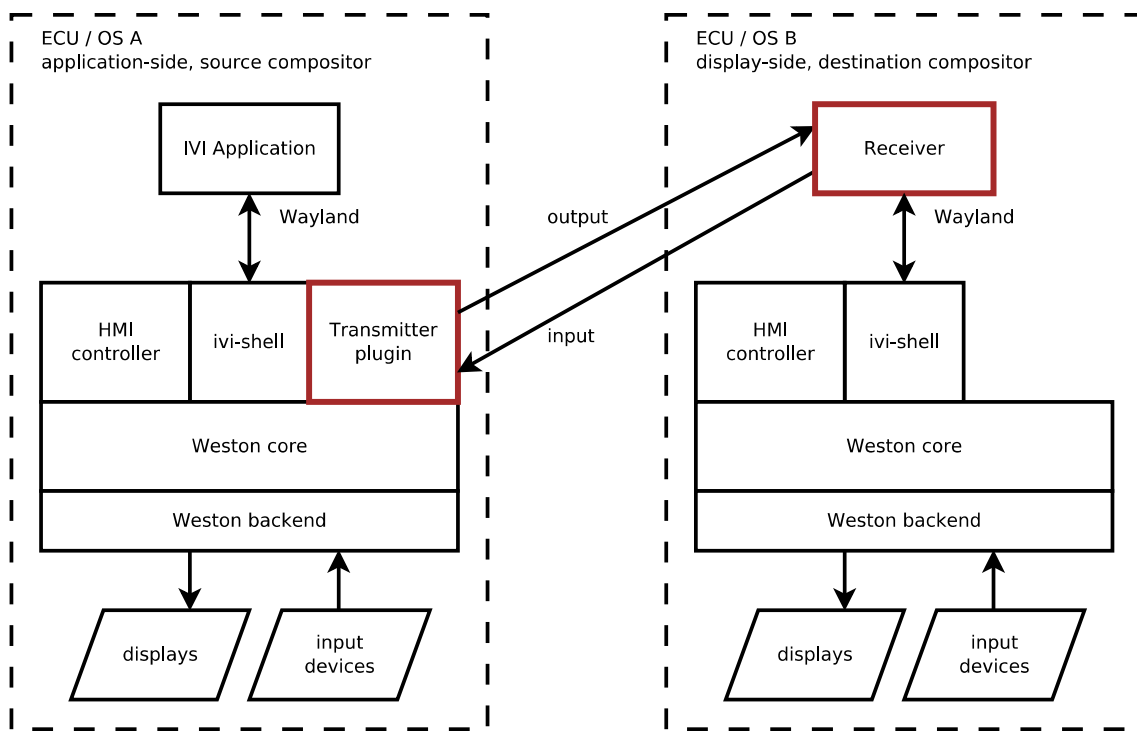 ECU / OS A
application-side, source compositor
IVI Application
Wayland
HMI
controller
ivi-shell
Transmitter
plugin
Weston core
Weston backend
displays
input
devices
output
input
ECU / OS B
display-side, destination compositor
Receiver
Wayland
HMI
controller
ivi-shell
Weston core
Weston backend
displays
input
devices